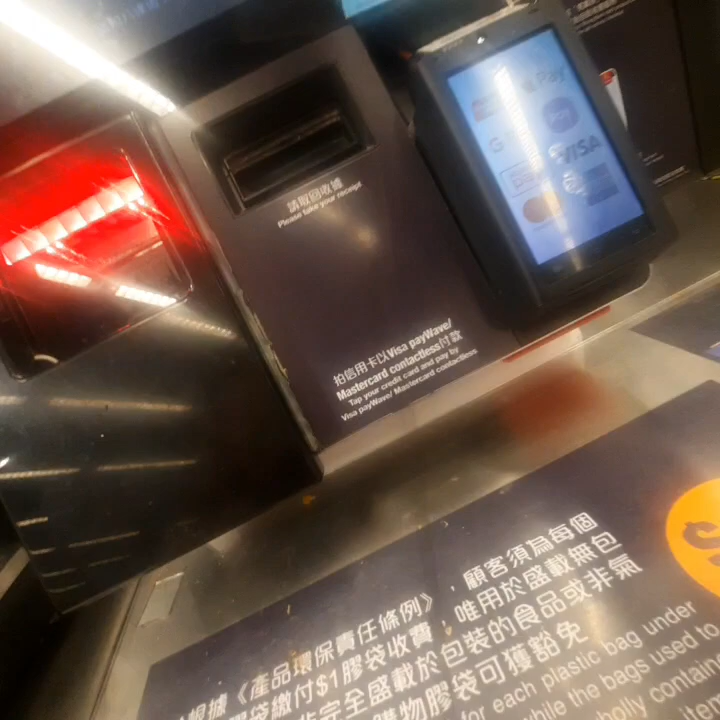 請取回收據
Please take your receipt
Pay
G
VISA
拍信用卡以Visa payWave/
Mastercard contactless付款
Tap your credit card and pay by
Visa payWave/ Mastercard contactless
根據《產品環保責任條例》，顧客須為每個
膠袋繳付$1膠袋收費；唯用於盛載無包
非完全盛載於包裝的食品或非氣
購物膠袋可獲豁免
for each plastic bag under
while the bags used to
$